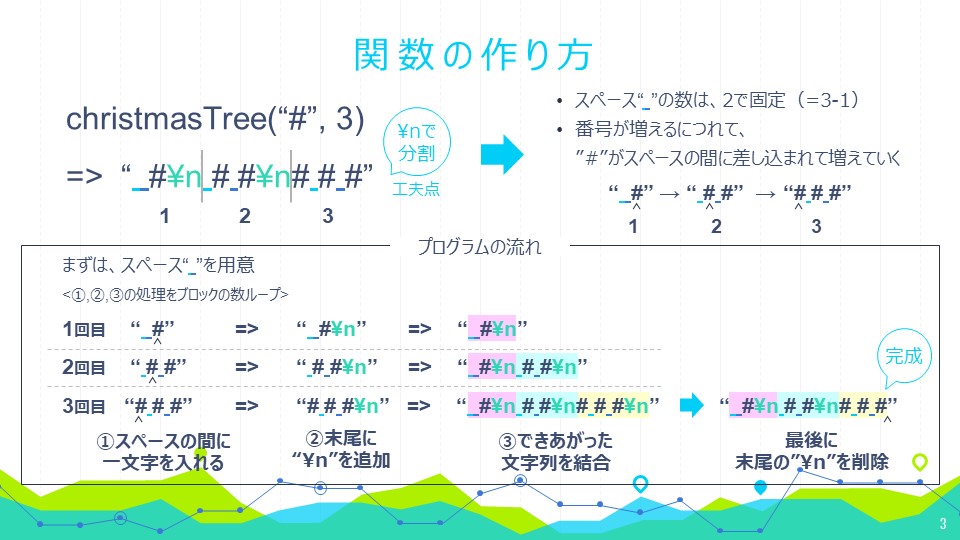 関数の作り方
christmasTree(“#”, 3)
=> “__#¥n_#_#¥n#_#_#”
1 2 3
¥nで
分割
工夫点
• スペース“_”の数は、2で固定（=3-1）
• 番号が増えるにつれて、
”#”がスペースの間に差し込まれて増えていく
“__#” → “_#_#” → “#_#_#”
^ ^ ^
1 2 3
プログラムの流れ
まずは、スペース“_”を用意
<①,②,③の処理をブロックの数ループ>
1回目 “__#” => “__#¥n” => “__#¥n”
^
2回目 “_#_#” => “_#_#¥n” => “__#¥n_#_#¥n”
^
3回目 “#_#_#” => “#_#_#¥n” => “__#¥n_#_#¥n#_#_#¥n” “__#¥n_#_#¥n#_#_#”
^ ^
完成
①スペースの間に
一文字を入れる
②末尾に
“¥n”を追加
③できあがった
文字列を結合
最後に
末尾の”¥n”を削除
3